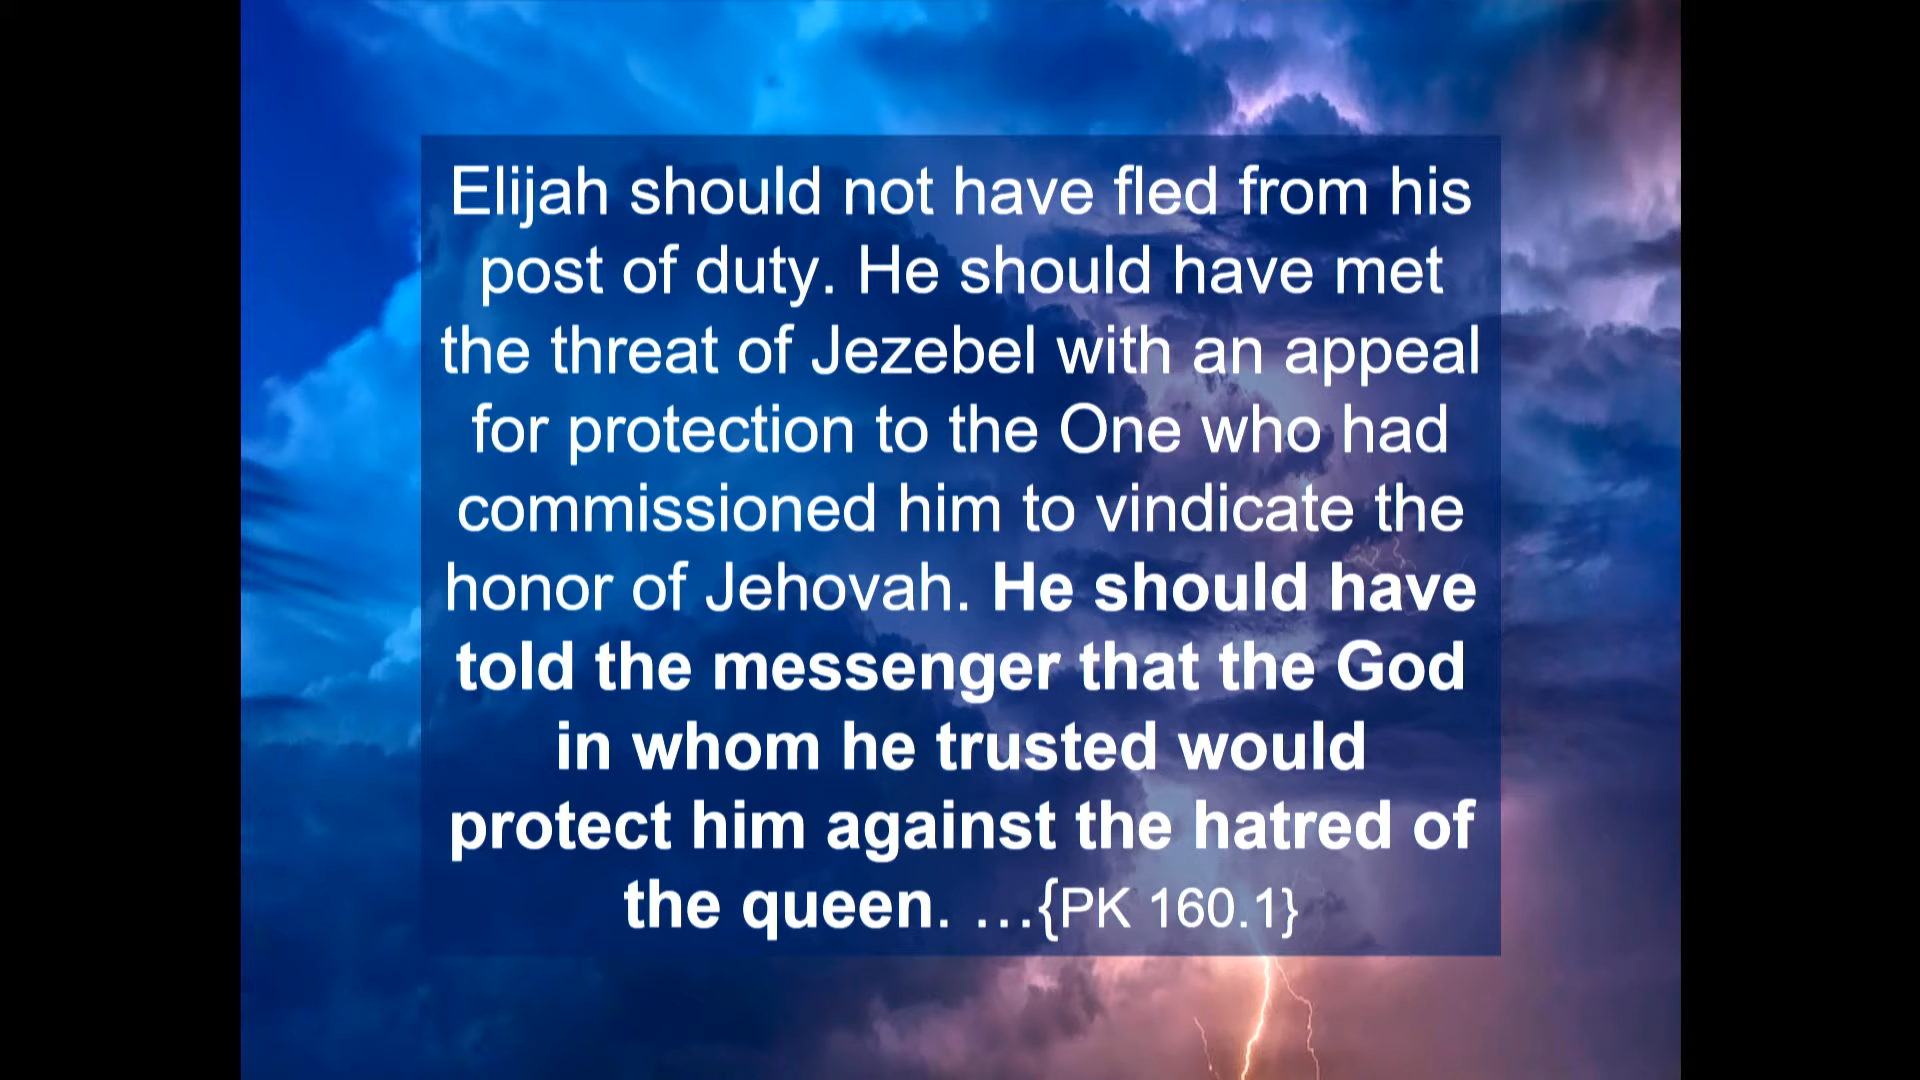 Elijah should not have fled from his
post of duty. He should have met
the threat of Jezebel with an appeal
for protection to the One who had
commissioned him to vindicate the
honor of Jehovah. He should have
told the messenger that the God
in whom he trusted would
protect him against the hatred of
the queen. …{PK 160.1}